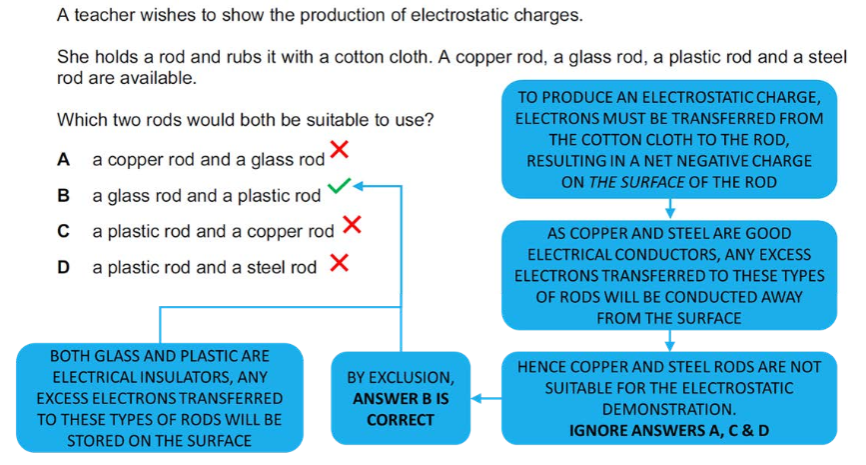 A teacher wishes to show the production of electrostatic charges.
She holds a rod and rubs it with a cotton cloth. A copper rod, a glass rod, a plastic rod and a steel
rod are available.
Which two rods would both be suitable to use?
A a copper rod and a glass rod
B a glass rod and a plastic rod
C a plastic rod and a copper rod
D a plastic rod and a steel rod
TO PRODUCE AN ELECTROSTATIC CHARGE,
ELECTRONS MUST BE TRANSFERRED FROM
THE COTTON CLOTH TO THE ROD,
RESULTING IN A NET NEGATIVE CHARGE
ON THE SURFACE OF THE ROD
AS COPPER AND STEEL ARE GOOD
ELECTRICAL CONDUCTORS, ANY EXCESS
ELECTRONS TRANSFERRED TO THESE TYPES
OF RODS WILL BE CONDUCTED AWAY
FROM THE SURFACE
HENCE COPPER AND STEEL RODS ARE NOT
SUITABLE FOR THE ELECTROSTATIC
DEMONSTRATION.
IGNORE ANSWERS A, C & D
BY EXCLUSION,
ANSWER B IS
CORRECT
BOTH GLASS AND PLASTIC ARE
ELECTRICAL INSULATORS, ANY
EXCESS ELECTRONS TRANSFERRED
TO THESE TYPES OF RODS WILL BE
STORED ON THE SURFACE